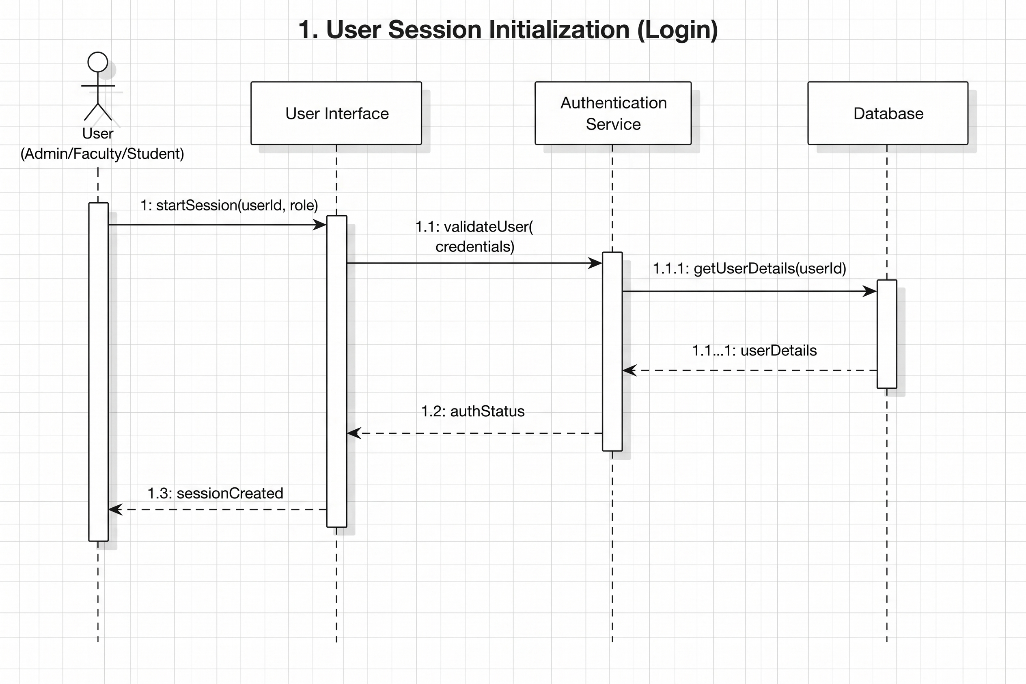 1. User Session Initialization (Login)
User
(Admin/Faculty/Student)
User Interface
Authentication
Service
Database
1: startSession(userId, role)
1.1: validateUser(
credentials)
1.1.1: getUserDetails(userId)
1.1...1: userDetails
1.2: authStatus
1.3: sessionCreated